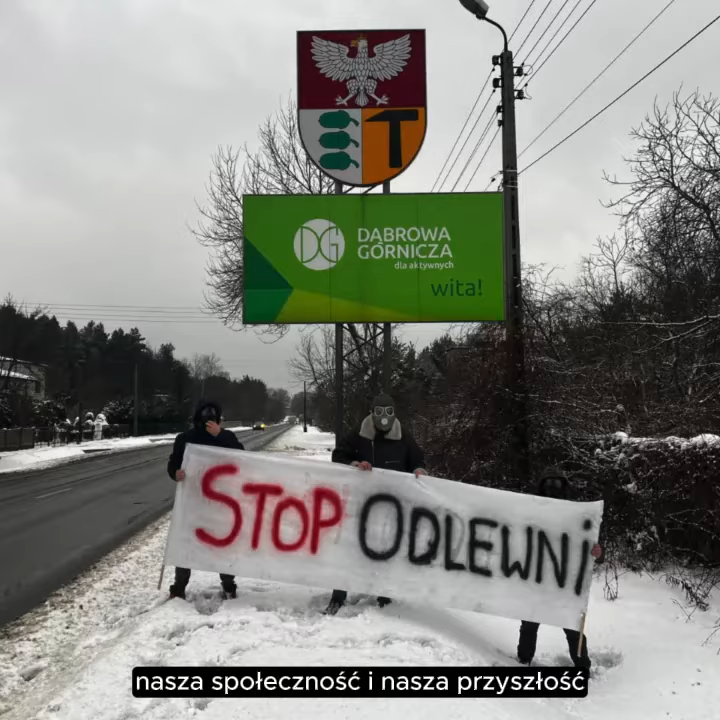 DG
DĄBROWA
GÓRNICZA
dla aktywnych
wita!
STOP ODLEWNi
nasza społeczność i nasza przyszłość